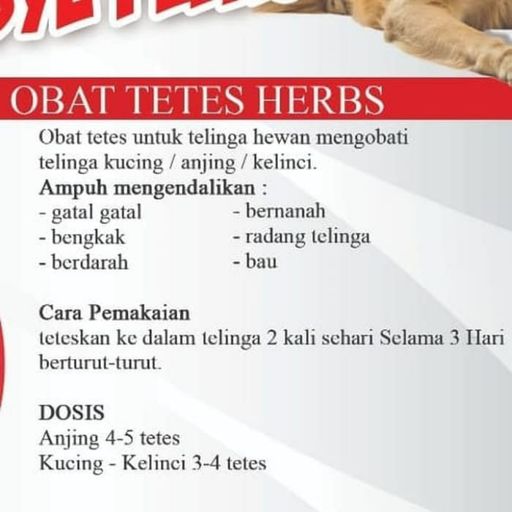 OBAT TETES HERBS
Obat tetes untuk telinga hewan mengobati
telinga kucing / anjing / kelinci.
Ampuh mengendalikan :
- gatal gatal - bernanah
- bengkak - radang telinga
- berdarah - bau
Cara Pemakaian
teteskan ke dalam telinga 2 kali sehari Selama 3 Hari
berturut-turut.
DOSIS
Anjing 4-5 tetes
Kucing - Kelinci 3-4 tetes